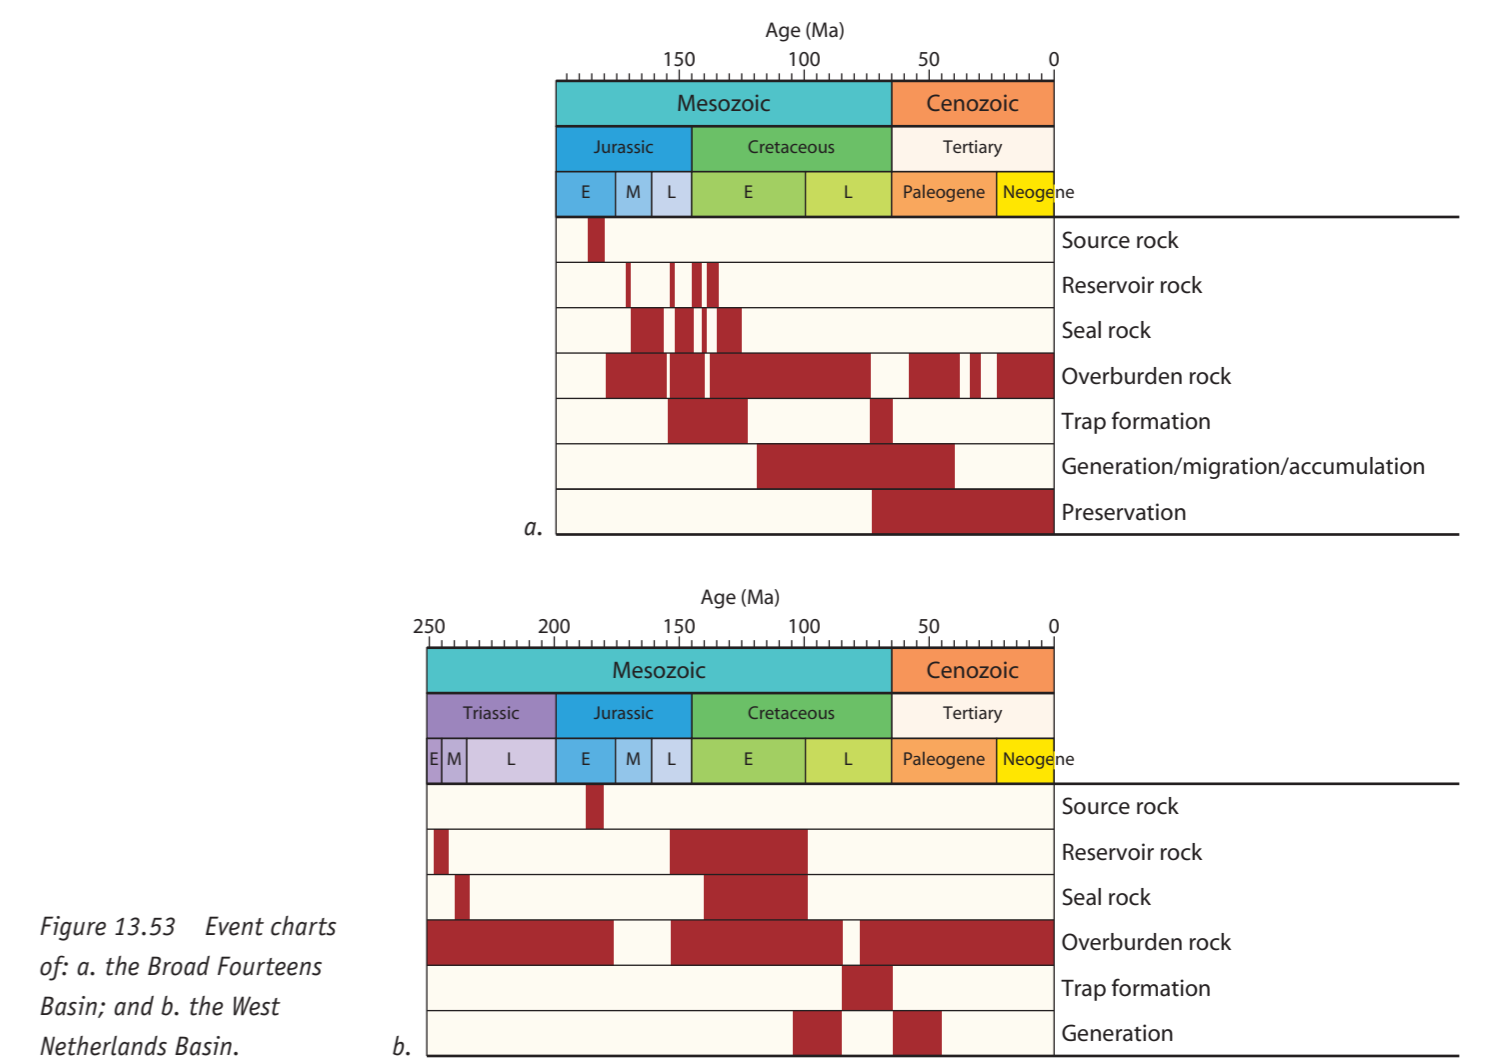 Age (Ma)
150 100 50 0
Mesozoic Cenozoic
Jurassic Cretaceous Tertiary
E M L E L Paleogene Neogene
Source rock
Reservoir rock
Seal rock
Overburden rock
Trap formation
Generation/migration/accumulation
Preservation
a.
Age (Ma)
250 200 150 100 50 0
Mesozoic Cenozoic
Triassic Jurassic Cretaceous Tertiary
E M L E M L E L Paleogene Neogene
Source rock
Reservoir rock
Seal rock
Overburden rock
Trap formation
Generation
b.
Figure 13.53 Event charts
of: a. the Broad Fourteens
Basin; and b. the West
Netherlands Basin.